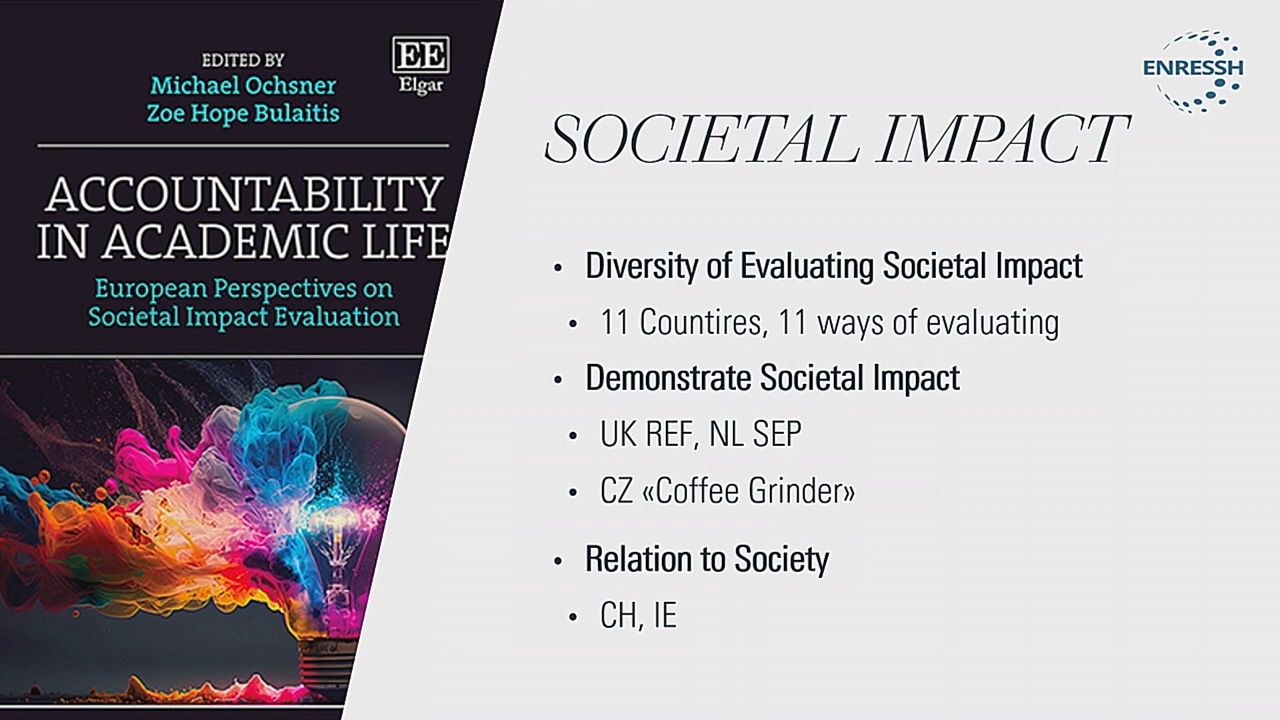 EDITED BY
Michael Ochsner
Zoe Hope Bulaitis
EE
Elgar
ACCOUNTABILITY
IN ACADEMIC LIFE
European Perspectives on
Societal Impact Evaluation
ENRESSH
SOCIETAL IMPACT
• Diversity of Evaluating Societal Impact
• 11 Countires, 11 ways of evaluating
• Demonstrate Societal Impact
• UK REF, NL SEP
• CZ «Coffee Grinder»
• Relation to Society
• CH, IE